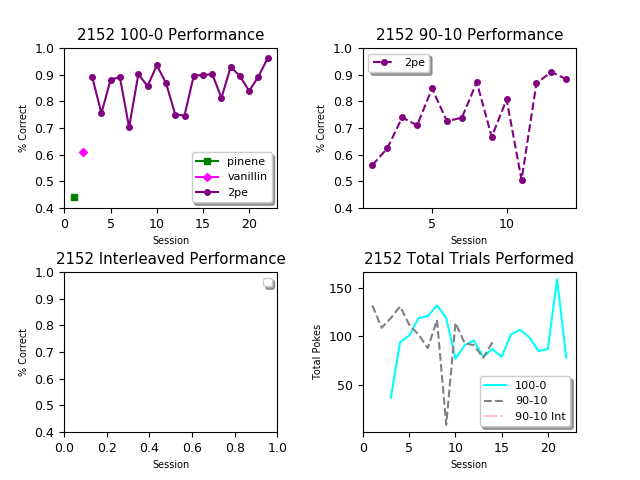 2152 100-0 Performance
% Correct
1.0
0.9
0.8
0.7
0.6
0.5
0.4
0
5
10
15
20
Session
pinene
vanillin
2pe
2152 90-10 Performance
% Correct
1.0
0.9
0.8
0.7
0.6
0.5
0.4
5
10
Session
2pe
2152 Interleaved Performance
% Correct
1.0
0.9
0.8
0.7
0.6
0.5
0.4
0.0
0.2
0.4
0.6
0.8
1.0
Session
2152 Total Trials Performed
Total Pokes
150
100
50
0
5
10
15
20
Session
100-0
90-10
90-10 Int